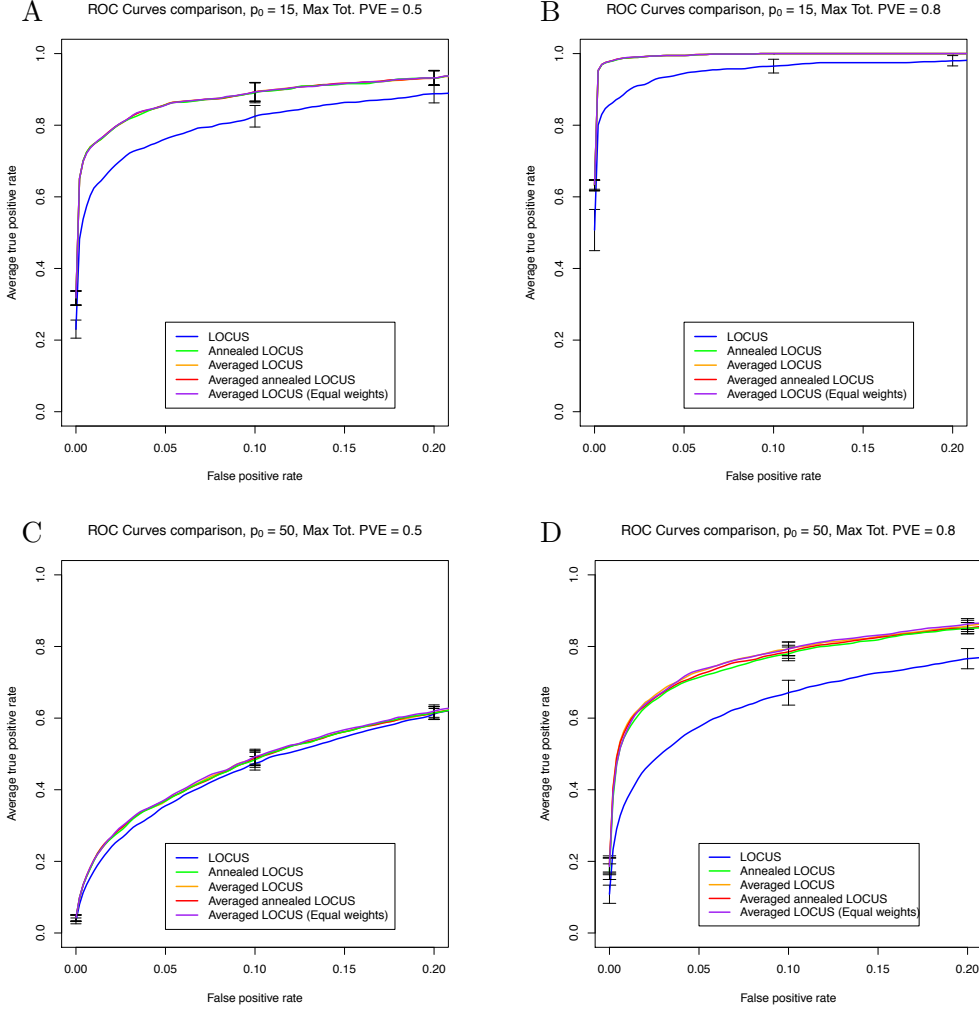 A
ROC Curves comparison, p₀ = 15, Max Tot. PVE = 0.5
Average true positive rate
1.0
0.8
0.6
0.4
0.2
0.0
LOCUS
Annealed LOCUS
Averaged LOCUS
Averaged annealed LOCUS
Averaged LOCUS (Equal weights)
0.00 0.05 0.10 0.15 0.20
False positive rate
B
ROC Curves comparison, p₀ = 15, Max Tot. PVE = 0.8
Average true positive rate
1.0
0.8
0.6
0.4
0.2
0.0
LOCUS
Annealed LOCUS
Averaged LOCUS
Averaged annealed LOCUS
Averaged LOCUS (Equal weights)
0.00 0.05 0.10 0.15 0.20
False positive rate
C
ROC Curves comparison, p₀ = 50, Max Tot. PVE = 0.5
Average true positive rate
1.0
0.8
0.6
0.4
0.2
0.0
LOCUS
Annealed LOCUS
Averaged LOCUS
Averaged annealed LOCUS
Averaged LOCUS (Equal weights)
0.00 0.05 0.10 0.15 0.20
False positive rate
D
ROC Curves comparison, p₀ = 50, Max Tot. PVE = 0.8
Average true positive rate
1.0
0.8
0.6
0.4
0.2
0.0
LOCUS
Annealed LOCUS
Averaged LOCUS
Averaged annealed LOCUS
Averaged LOCUS (Equal weights)
0.00 0.05 0.10 0.15 0.20
False positive rate